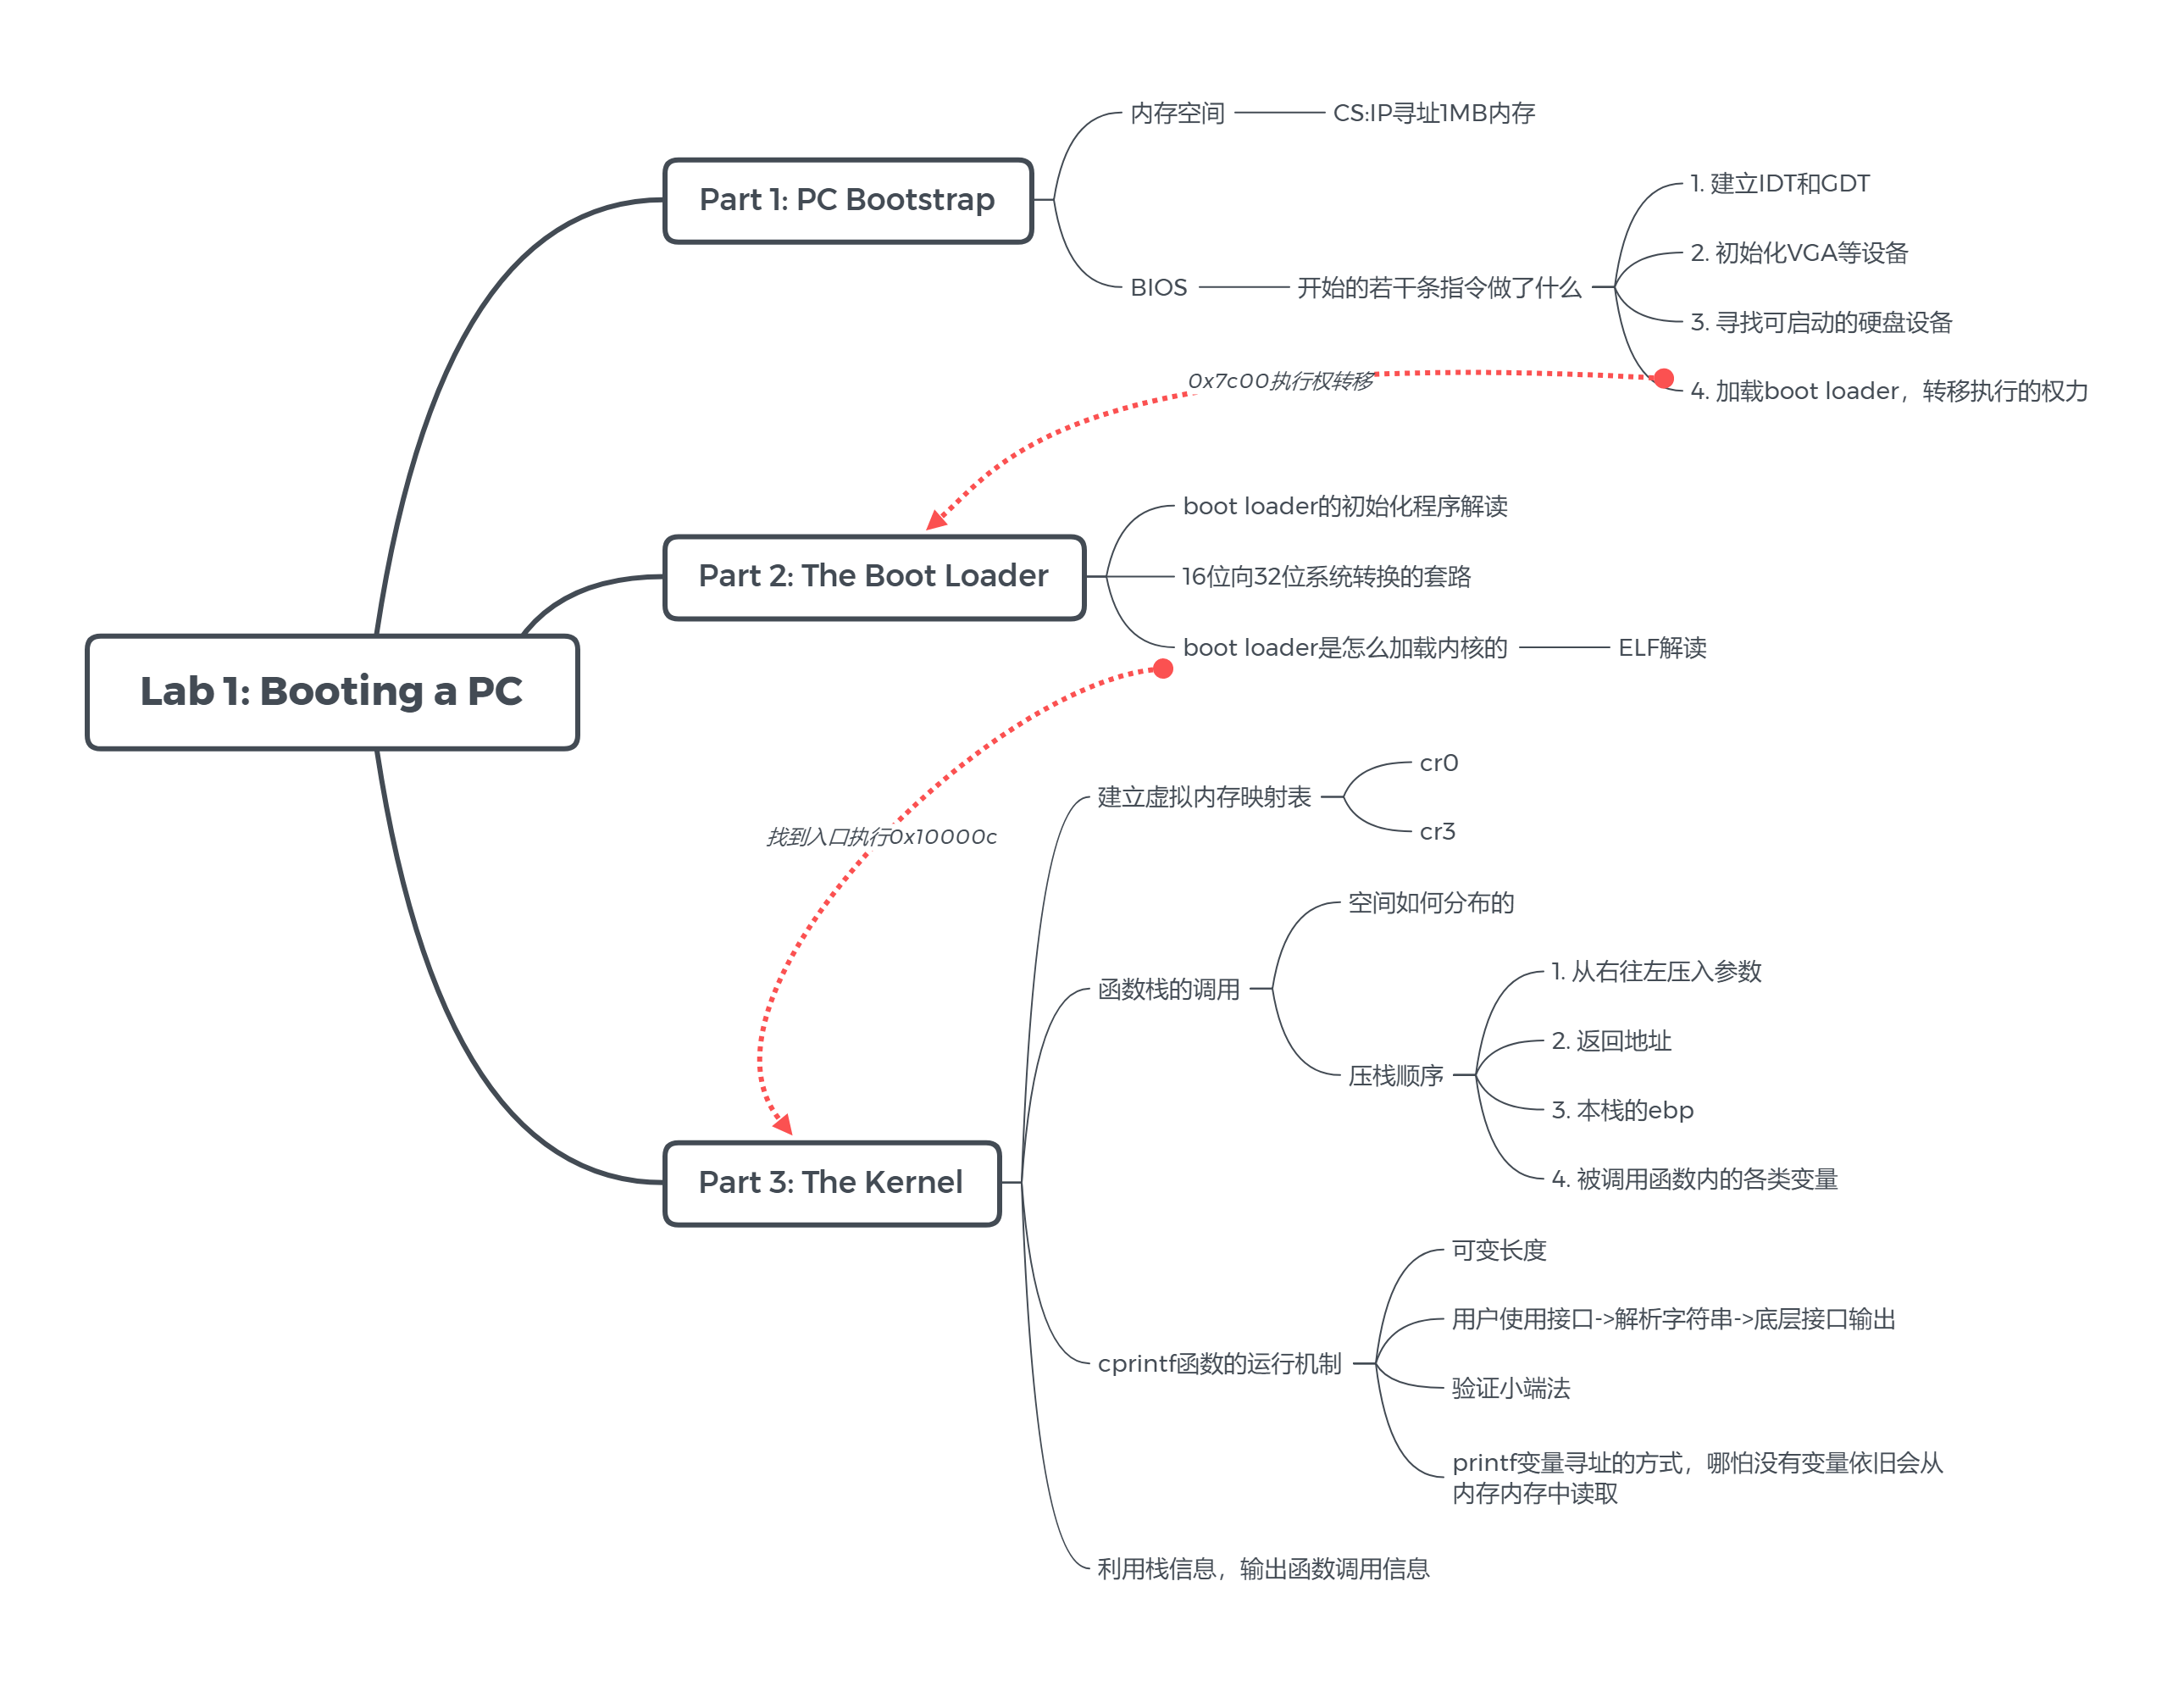 Lab 1: Booting a PC
Part 1: PC Bootstrap
内存空间
CS:IP寻址1MB内存
BIOS
开始的若干条指令做了什么
1. 建立IDT和GDT
2. 初始化VGA等设备
3. 寻找可启动的硬盘设备
4. 加载boot loader，转移执行的权力
0x7c00执行权转移
Part 2: The Boot Loader
boot loader的初始化程序解读
16位向32位系统转换的套路
boot loader是怎么加载内核的
ELF解读
找到入口执行0x10000c
Part 3: The Kernel
建立虚拟内存映射表
cr0
cr3
函数栈的调用
空间如何分布的
压栈顺序
1. 从右往左压入参数
2. 返回地址
3. 本栈的ebp
4. 被调用函数内的各类变量
cprintf函数的运行机制
可变长度
用户使用接口->解析字符串->底层接口输出
验证小端法
printf变量寻址的方式，哪怕没有变量依旧会从
内存内存中读取
利用栈信息，输出函数调用信息